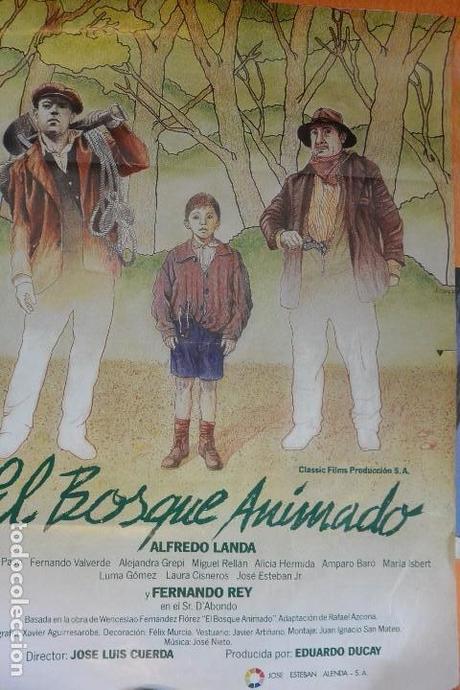 Classic Films Producción S.A.
El Bosque Animado
ALFREDO LANDA
Fernando Valverde Alejandra Grepi Miguel Rellán Alicia Hermida Amparo Baró María Isbert
Luma Gómez Laura Cisneros José Esteban Jr.
y FERNANDO REY
en el Sr. D'Abondo
Basada en la obra de Wenceslao Fernández Flórez "El Bosque Animado". Adaptación de Rafael Azcona.
Xavier Aguirresarobe. Decoración: Félix Murcia. Vestuario: Javier Artiñano. Montaje: Juan Ignacio San Mateo.
Música: José Nieto.
Director: JOSE LUIS CUERDA Producida por: EDUARDO DUCAY
JOSE ESTEBAN ALENDA - S.A.
todocoleccion